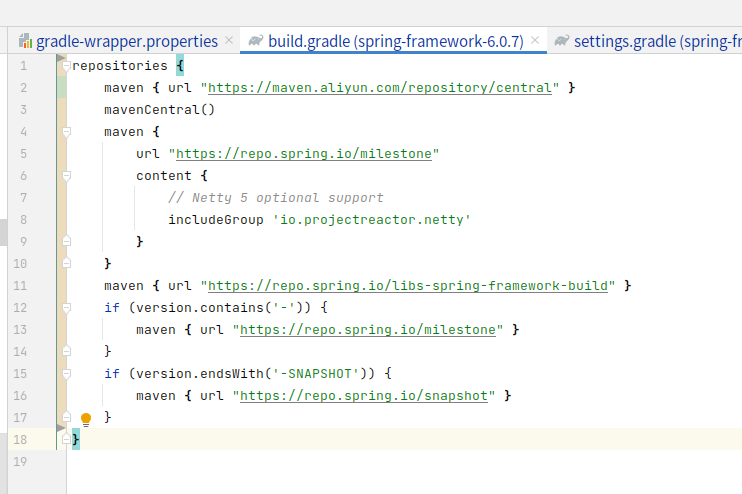 gradle-wrapper.properties build.gradle (spring-framework-6.0.7) settings.gradle (spring-fr
1 repositories {
2 maven { url "https://maven.aliyun.com/repository/central" }
3 mavenCentral()
4 maven {
5 url "https://repo.spring.io/milestone"
6 content {
7 // Netty 5 optional support
8 includeGroup 'io.projectreactor.netty'
9 }
10 }
11 maven { url "https://repo.spring.io/libs-spring-framework-build" }
12 if (version.contains('-')) {
13 maven { url "https://repo.spring.io/milestone" }
14 }
15 if (version.endsWith('-SNAPSHOT')) {
16 maven { url "https://repo.spring.io/snapshot" }
17 }
18 }
19